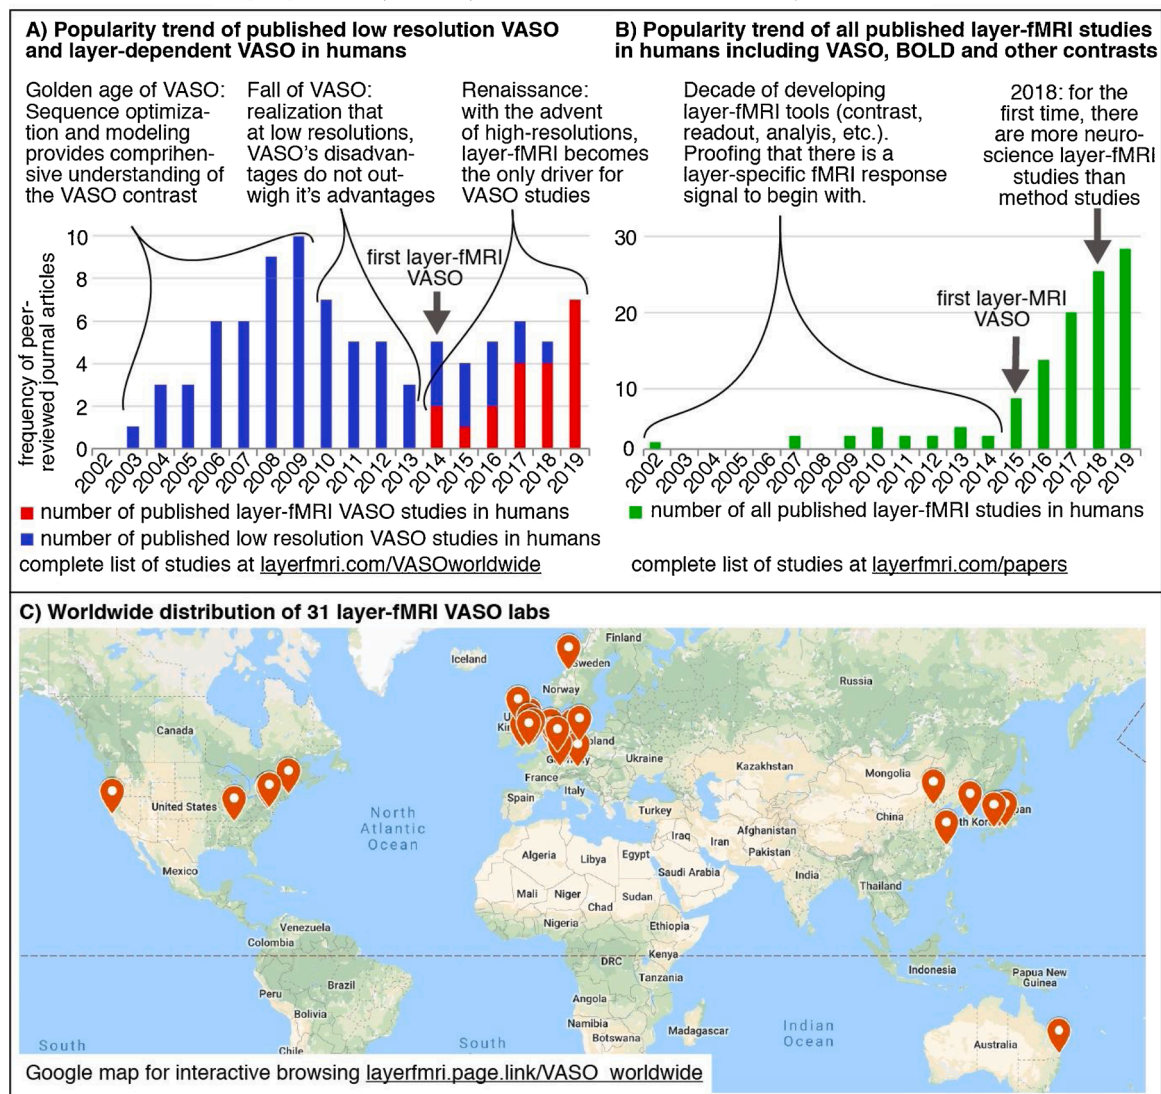 A) Popularity trend of published low resolution VASO
and layer-dependent VASO in humans
Golden age of VASO:
Sequence optimiza-
tion and modeling
provides comprihen-
sive understanding of
the VASO contrast
Fall of VASO:
realization that
at low resolutions,
VASO's disadvan-
tages do not out-
wigh it's advantages
Renaissance:
with the advent
of high-resolutions,
layer-fMRI becomes
the only driver for
VASO studies
first layer-fMRI
VASO
frequency of peer-
reviewed journal articles
10
8
6
4
2
0
2002 2003 2004 2005 2006 2007 2008 2009 2010 2011 2012 2013 2014 2015 2016 2017 2018 2019
number of published layer-fMRI VASO studies in humans
number of published low resolution VASO studies in humans
complete list of studies at layerfmri.com/VASOworldwide
B) Popularity trend of all published layer-fMRI studies
in humans including VASO, BOLD and other contrasts
Decade of developing
layer-fMRI tools (contrast,
readout, analyis, etc.).
Proofing that there is a
layer-specific fMRI response
signal to begin with.
2018: for the
first time, there
are more neuro-
science layer-fMRI
studies than
method studies
first layer-MRI
VASO
30
20
10
0
2002 2003 2004 2005 2006 2007 2008 2009 2010 2011 2012 2013 2014 2015 2016 2017 2018 2019
number of all published layer-fMRI studies in humans
complete list of studies at layerfmri.com/papers
C) Worldwide distribution of 31 layer-fMRI VASO labs
Finland
Iceland
Sweden
Norway
Russia
Canada
Ukraine
Kazakhstan
Mongolia
France
Italy
Spain
Turkey
United States
North
Atlantic
Ocean
China
Iraq
Iran
Afghanistan
Pakistan
Algeria
Libya
Egypt
Saudi Arabia
India
Mexico
Thailand
Mali
Niger
Chad
Sudan
Nigeria
Ethiopia
Venezuela
Colombia
DRC
Kenya
Tanzania
Indonesia
Papua New
Guinea
Peru
Brazil
Angola
Bolivia
Namibia
Botswana
Madagascar
Indian
Ocean
Australia
South
South
Chile
Google map for interactive browsing layerfmri.page.link/VASO_worldwide